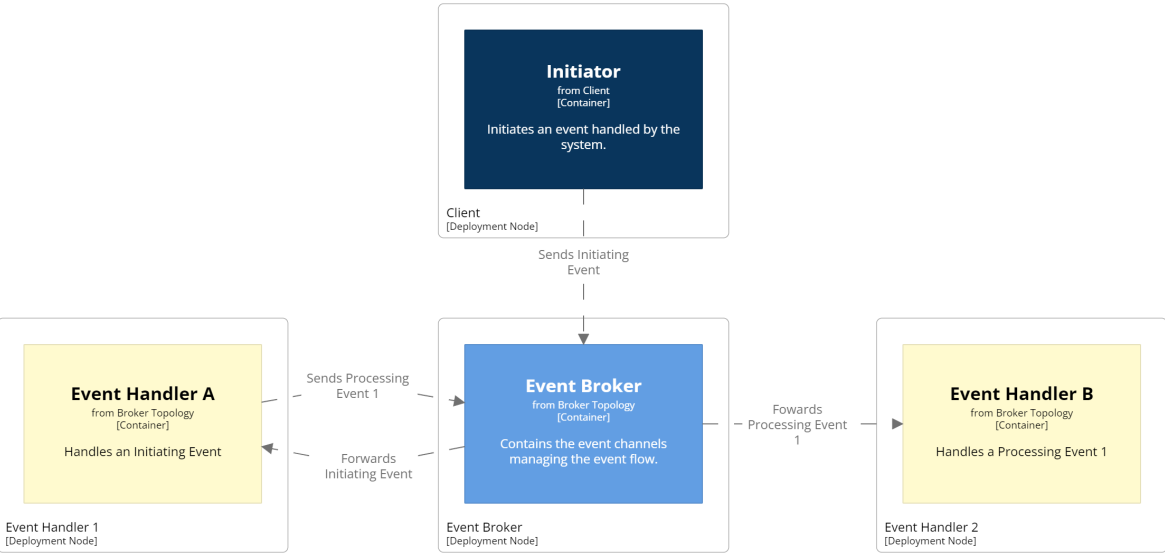 Initiator
from Client
[Container]
Initiates an event handled by the
system.
Client
[Deployment Node]
Sends Initiating
Event
Event Handler A
from Broker Topology
[Container]
Handles an Initiating Event
Event Handler 1
[Deployment Node]
Sends Processing
Event 1
Forwards
Initiating Event
Event Broker
from Broker Topology
[Container]
Contains the event channels
managing the event flow.
Event Broker
[Deployment Node]
Fowards
Processing Event
1
Event Handler B
from Broker Topology
[Container]
Handles a Processing Event 1
Event Handler 2
[Deployment Node]